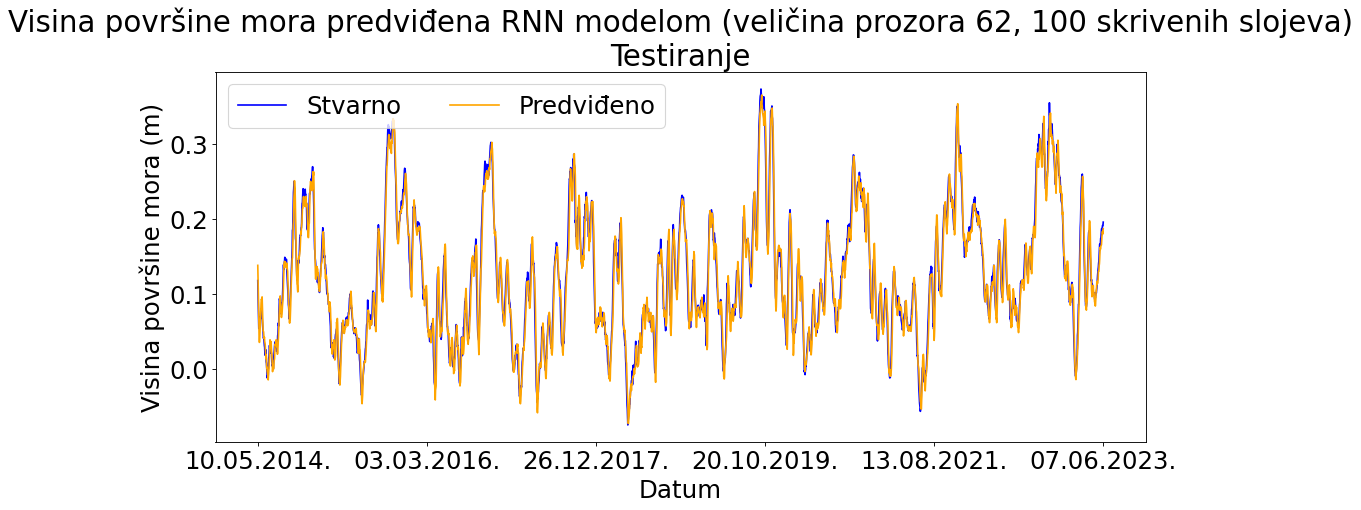 Visina površine mora predviđena RNN modelom (veličina prozora 62, 100 skrivenih slojeva)
Testiranje
Stvarno
Predviđeno
Visina površine mora (m)
0.3
0.2
0.1
0.0
10.05.2014. 03.03.2016. 26.12.2017. 20.10.2019. 13.08.2021. 07.06.2023.
Datum